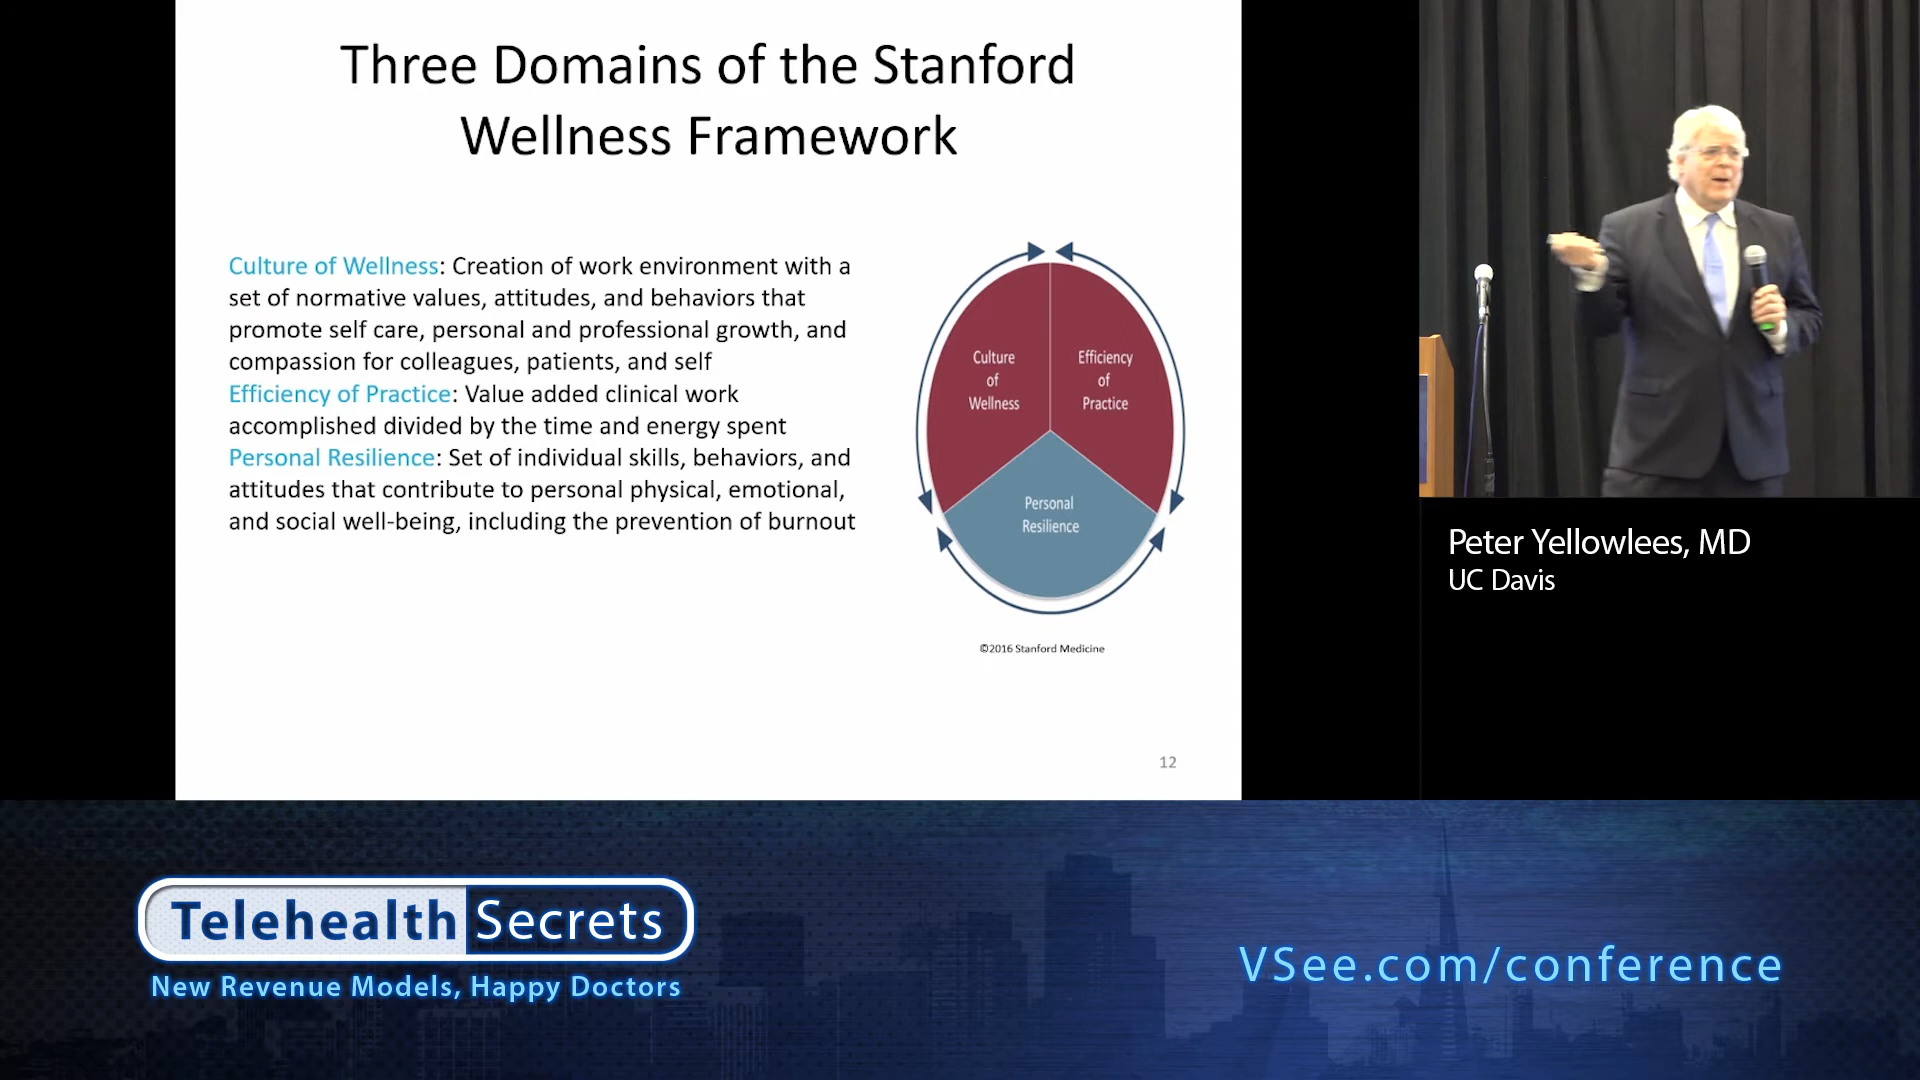 Three Domains of the Stanford
Wellness Framework
Culture of Wellness: Creation of work environment with a
set of normative values, attitudes, and behaviors that
promote self care, personal and professional growth, and
compassion for colleagues, patients, and self
Efficiency of Practice: Value added clinical work
accomplished divided by the time and energy spent
Personal Resilience: Set of individual skills, behaviors, and
attitudes that contribute to personal physical, emotional,
and social well-being, including the prevention of burnout
Culture
of
Wellness
Efficiency
of
Practice
Personal
Resilience
©2016 Stanford Medicine
12
Peter Yellowlees, MD
UC Davis
Telehealth Secrets
New Revenue Models, Happy Doctors
VSee.com/conference